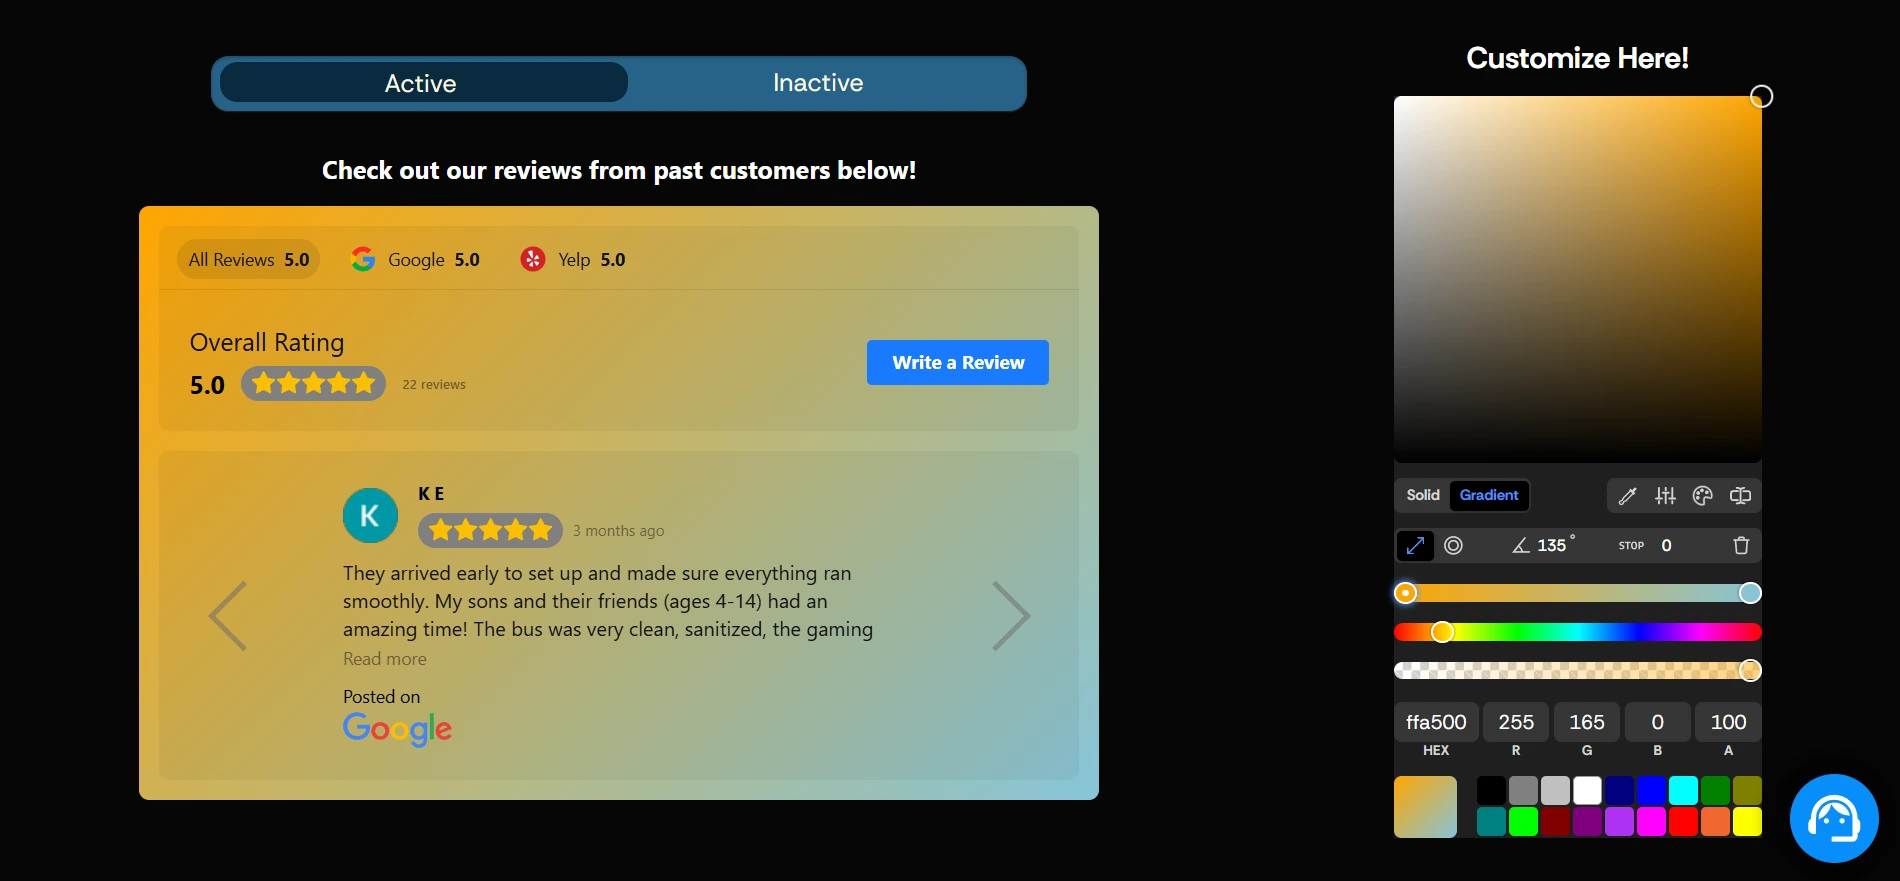 Active
Inactive
Customize Here!
Check out our reviews from past customers below!
All Reviews 5.0
Google 5.0
Yelp 5.0
Overall Rating
5.0
22 reviews
Write a Review
K
K E
3 months ago
They arrived early to set up and made sure everything ran
smoothly. My sons and their friends (ages 4-14) had an
amazing time! The bus was very clean, sanitized, the gaming
Read more
Posted on
Google
Solid
Gradient
135°
STOP 0
ffa500 255 165 0 100
HEX R G B A